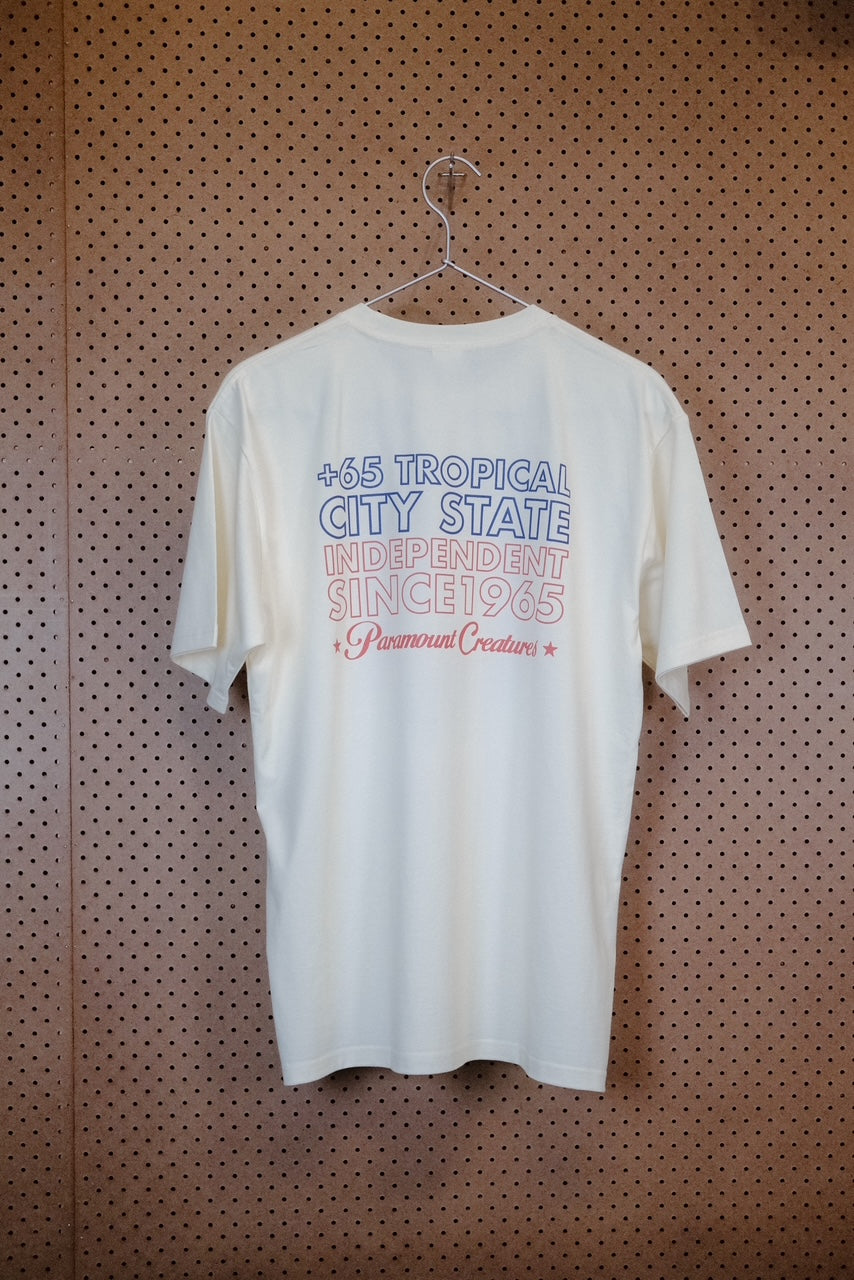 +65 TROPICAL
CITY STATE
INDEPENDENT
SINCE1965
Paramount Creatures